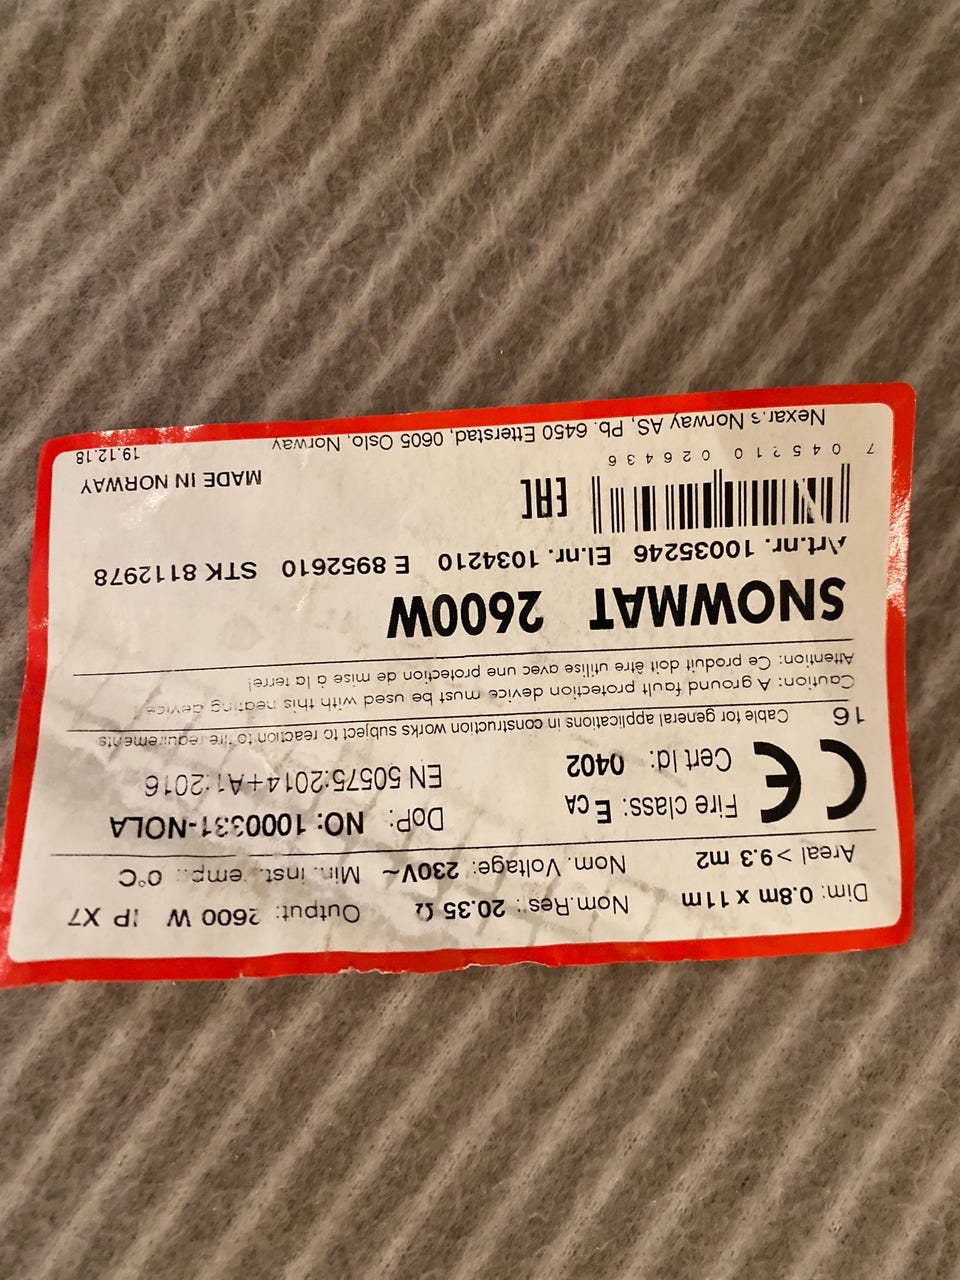 Dim: 0.8m x 11m Nom.Res.: 20.35 Ω Output: 2600 W IP X7
Areal > 9.3 m2 Nom. Voltage: 230V~ Min. inst. temp.: 0°C
CE Fire class: E CA DoP: NO: 1000331-NOLA
Cert Id: 0402 EN 50575:2014+A1:2016
16 Cable for general applications in construction works subject to reaction to fire requirements
Caution: A ground fault protection device must be used with this heating device!
Attention: Ce produit doit être utilise avec une protection de mise à la terre!
SNOWMAT 2600W
Art.nr. 10035246 El.nr. 1034210 E 8952610 STK 8112978
EAC
7 045210 026436 MADE IN NORWAY
Nexans Norway AS, Pb. 6450 Etterstad, 0605 Oslo, Norway 19.12.18